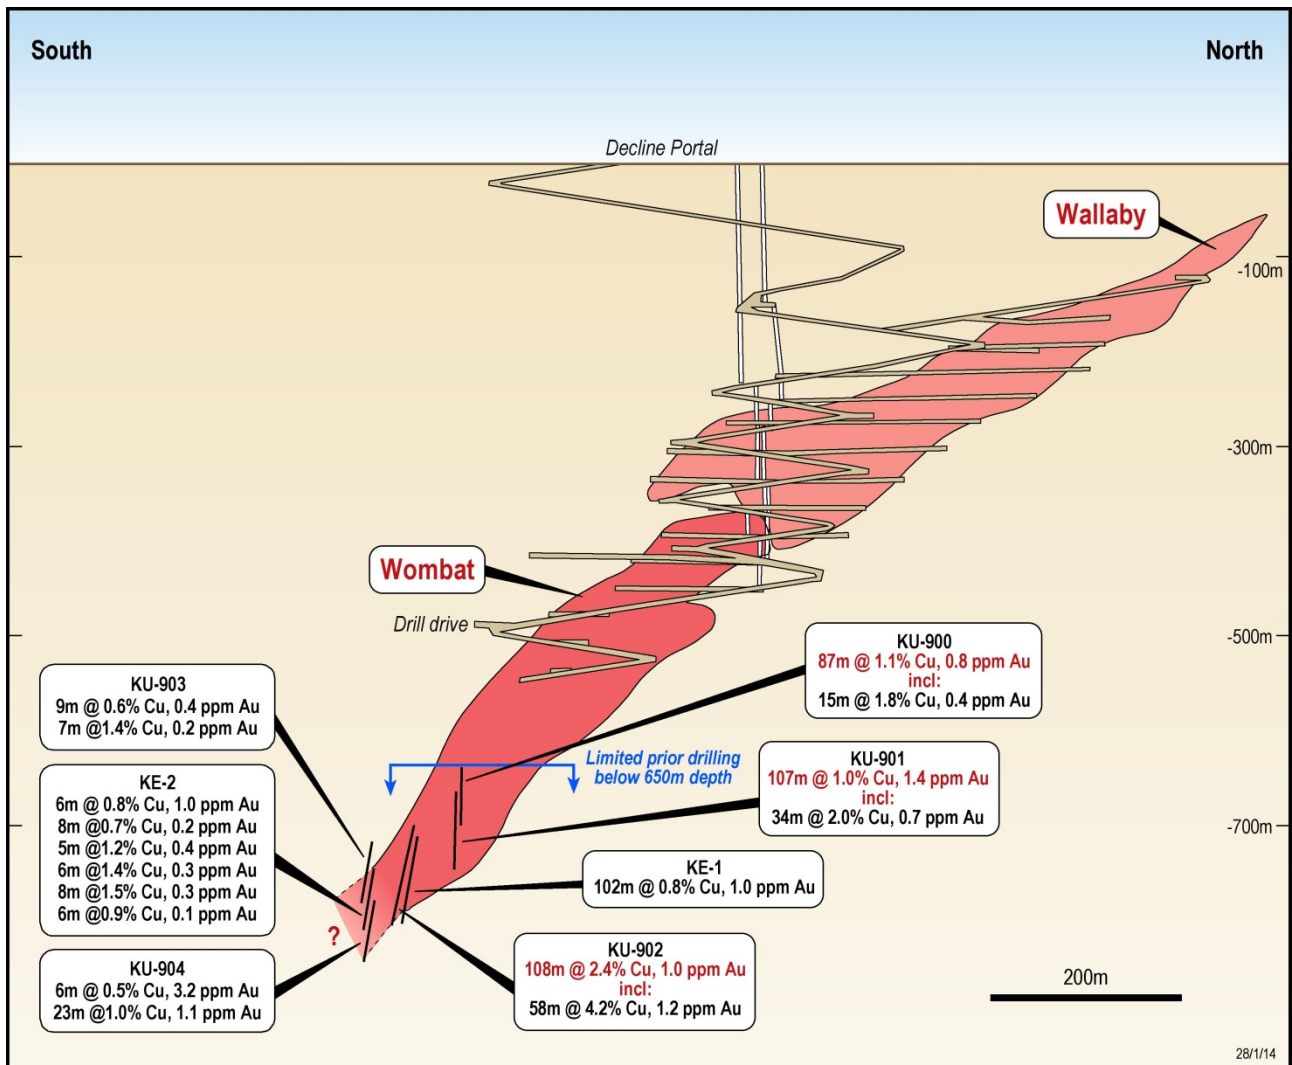 South
North
Decline Portal
Wallaby
-100m
-300m
Wombat
Drill drive
-500m
KU-900
87m @ 1.1% Cu, 0.8 ppm Au
incl:
15m @ 1.8% Cu, 0.4 ppm Au
KU-903
9m @ 0.6% Cu, 0.4 ppm Au
7m @1.4% Cu, 0.2 ppm Au
Limited prior drilling
below 650m depth
KU-901
107m @ 1.0% Cu, 1.4 ppm Au
incl:
34m @ 2.0% Cu, 0.7 ppm Au
-700m
KE-2
6m @ 0.8% Cu, 1.0 ppm Au
8m @0.7% Cu, 0.2 ppm Au
5m @1.2% Cu, 0.4 ppm Au
6m @1.4% Cu, 0.3 ppm Au
8m @1.5% Cu, 0.3 ppm Au
6m @0.9% Cu, 0.1 ppm Au
KE-1
102m @ 0.8% Cu, 1.0 ppm Au
?
KU-902
108m @ 2.4% Cu, 1.0 ppm Au
incl:
58m @ 4.2% Cu, 1.2 ppm Au
KU-904
6m @ 0.5% Cu, 3.2 ppm Au
23m @1.0% Cu, 1.1 ppm Au
200m
28/1/14